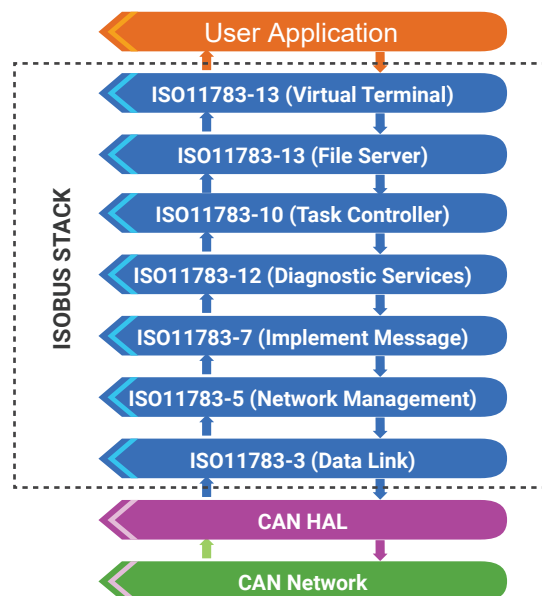 User Application
ISO11783-13 (Virtual Terminal)
ISO11783-13 (File Server)
ISO11783-10 (Task Controller)
ISO11783-12 (Diagnostic Services)
ISO11783-7 (Implement Message)
ISO11783-5 (Network Management)
ISO11783-3 (Data Link)
ISOBUS STACK
CAN HAL
CAN Network